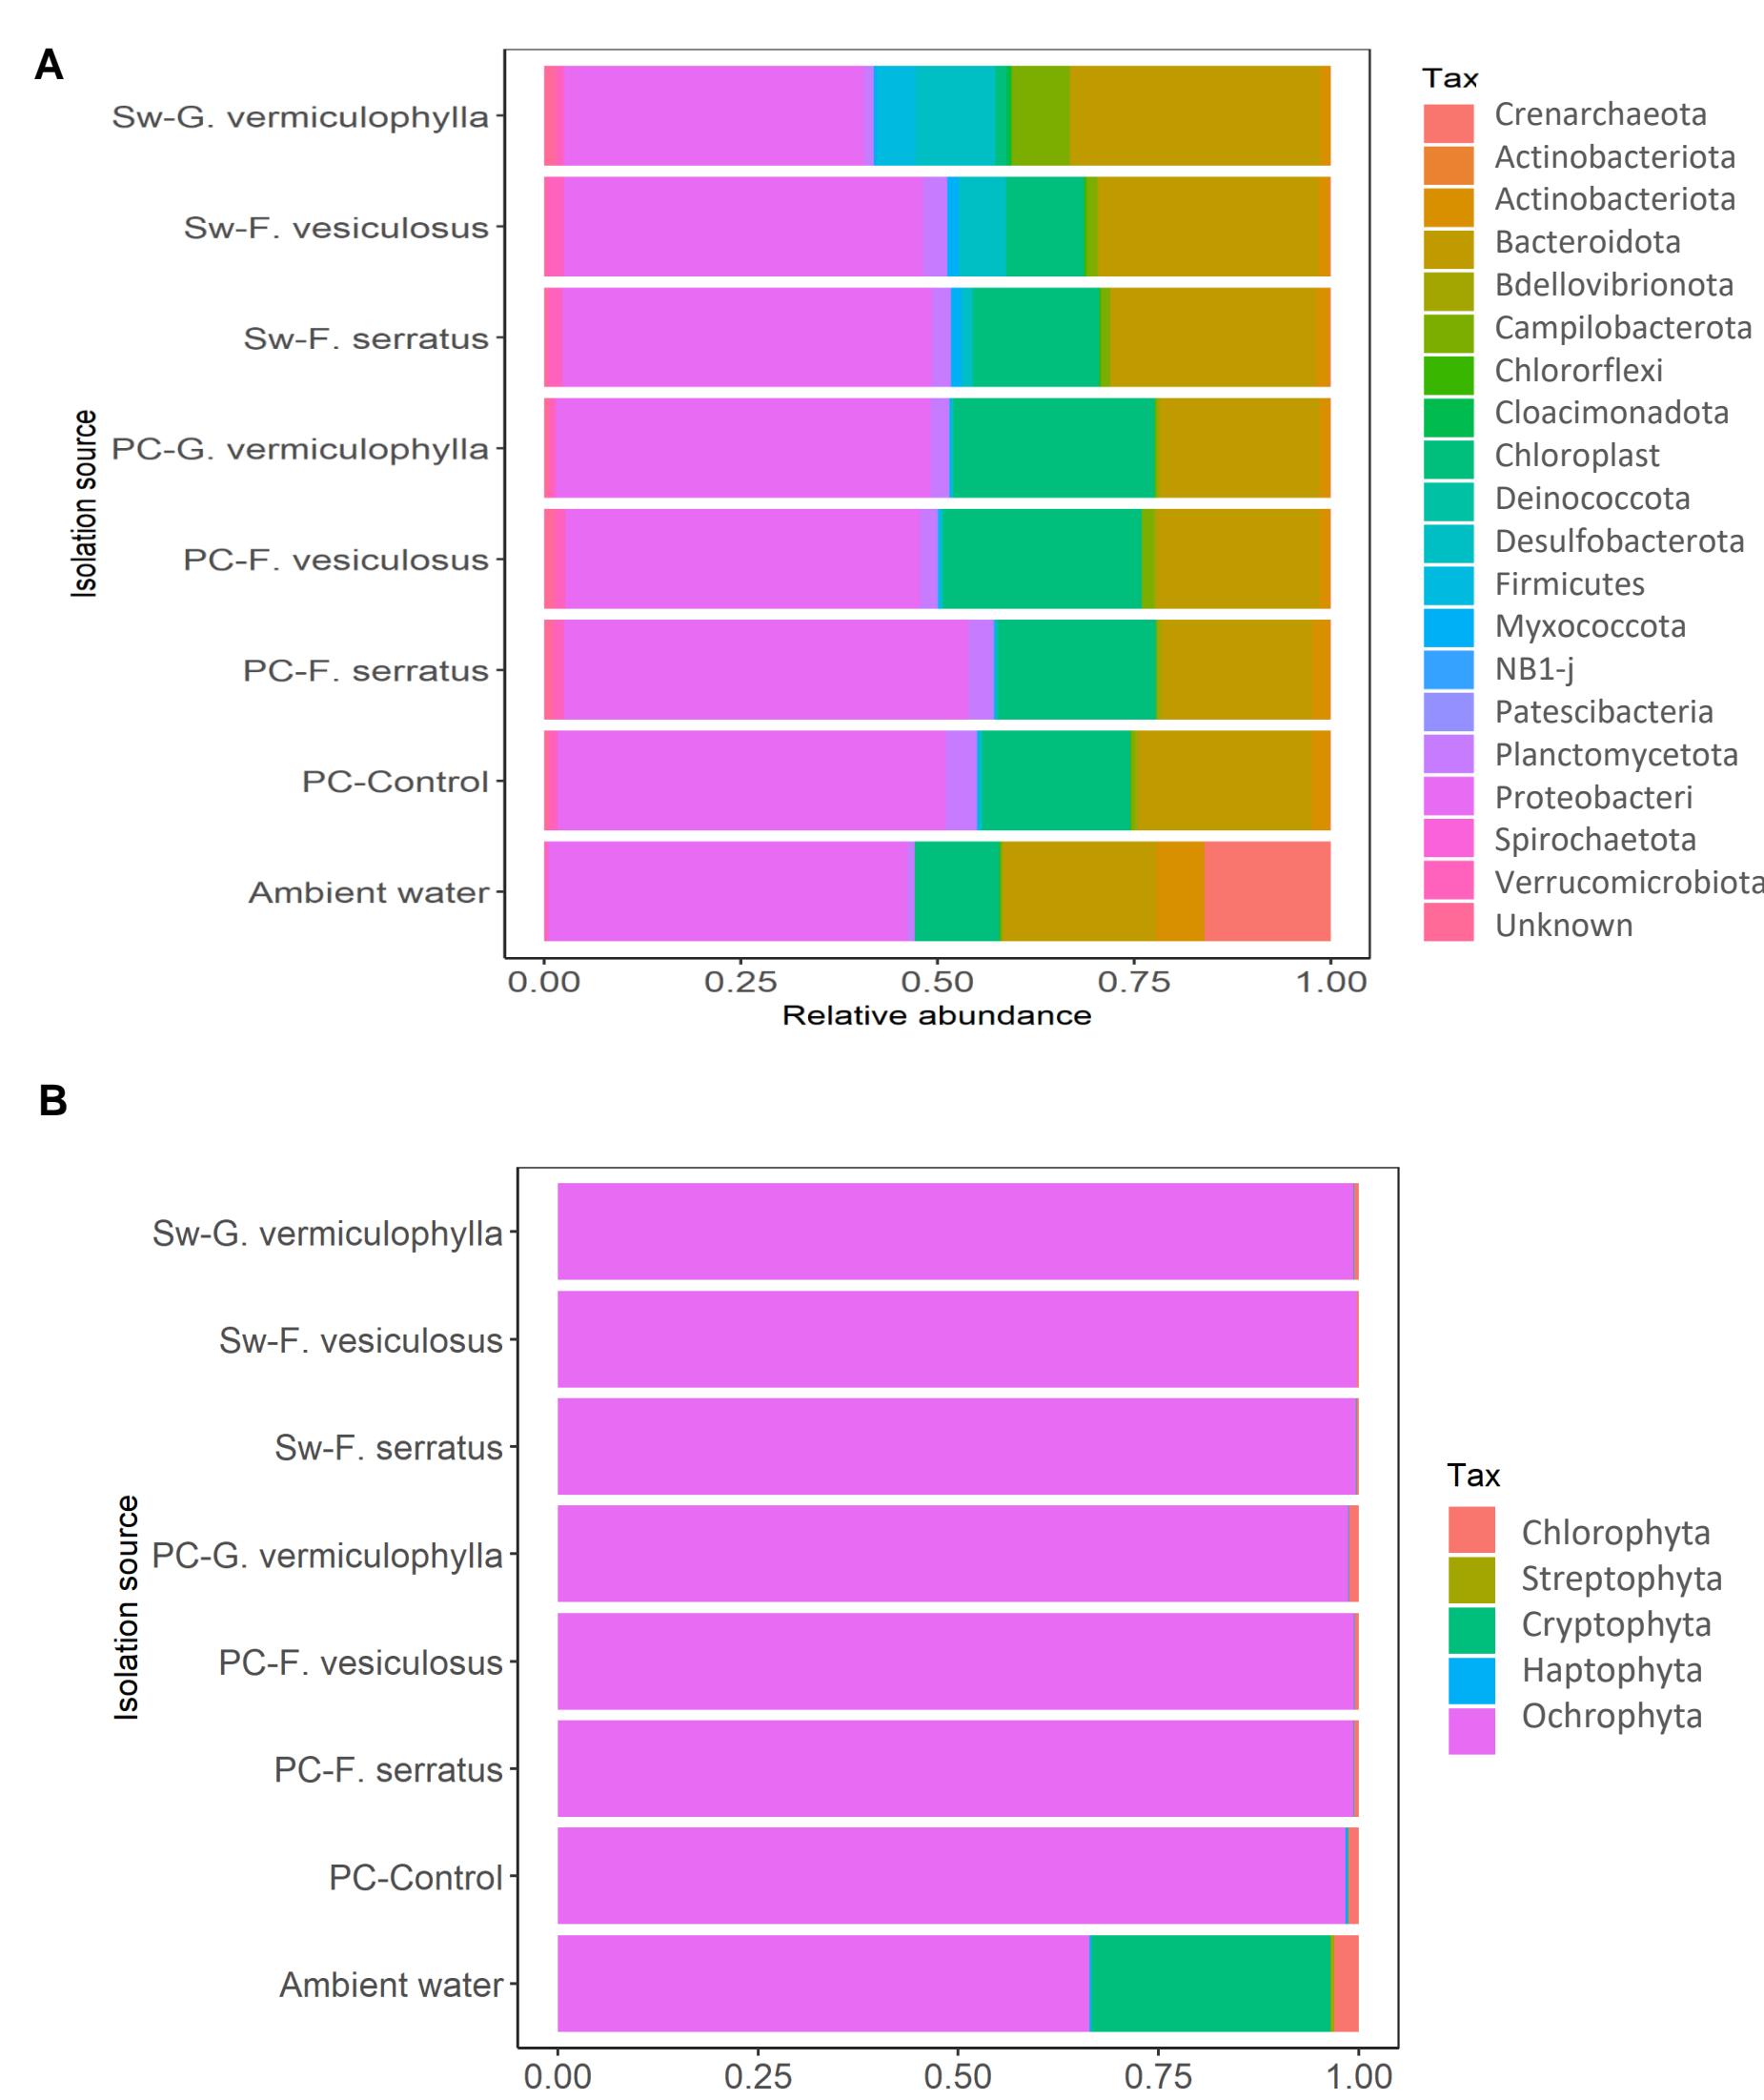 A
Tax
Sw-G. vermiculophylla
Sw-F. vesiculosus
Sw-F. serratus
PC-G. vermiculophylla
PC-F. vesiculosus
PC-F. serratus
PC-Control
Ambient water
Isolation source
0.00 0.25 0.50 0.75 1.00
Relative abundance
Crenarchaeota
Actinobacteriota
Actinobacteriota
Bacteroidota
Bdellovibrionota
Campilobacterota
Chlororflexi
Cloacimonadota
Chloroplast
Deinococcota
Desulfobacterota
Firmicutes
Myxococcota
NB1-j
Patescibacteria
Planctomycetota
Proteobacteri
Spirochaetota
Verrucomicrobiota
Unknown
B
Sw-G. vermiculophylla
Sw-F. vesiculosus
Sw-F. serratus
PC-G. vermiculophylla
PC-F. vesiculosus
PC-F. serratus
PC-Control
Ambient water
Isolation source
0.00 0.25 0.50 0.75 1.00
Tax
Chlorophyta
Streptophyta
Cryptophyta
Haptophyta
Ochrophyta